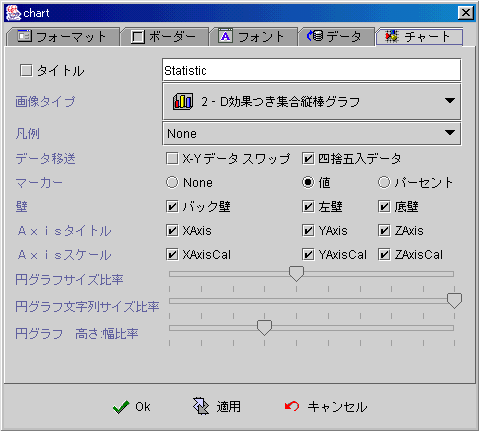 chart
フォーマット ボーダー フォント データ チャート
タイトル Statistic
画像タイプ 2 - D効果つき集合縦棒グラフ
凡例 None
データ移送 X-Y データ スワップ 四捨五入データ
マーカー None 値 パーセント
壁 バック壁 左壁 底壁
Ａｘｉｓタイトル XAxis YAxis ZAxis
Ａｘｉｓスケール XAxisCal YAxisCal ZAxisCal
円グラフサイズ比率
円グラフ文字列サイズ比率
円グラフ　高さ:幅比率
Ok 適用 キャンセル